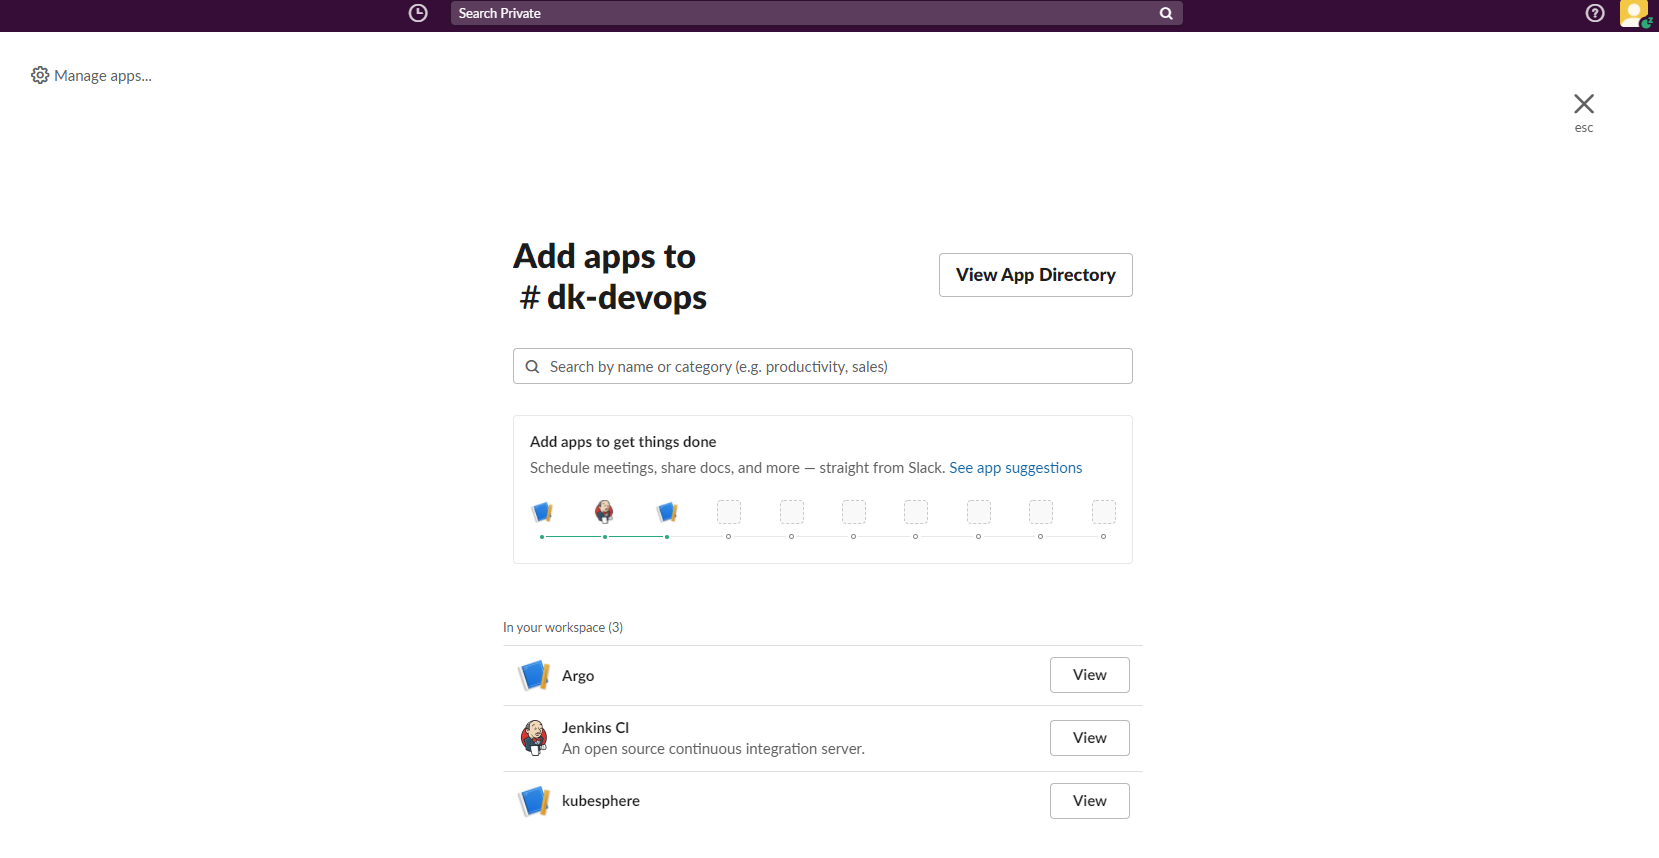 Search Private
Manage apps...
esc
Add apps to
# dk-devops
View App Directory
Search by name or category (e.g. productivity, sales)
Add apps to get things done
Schedule meetings, share docs, and more — straight from Slack. See app suggestions
In your workspace (3)
Argo
View
Jenkins CI
An open source continuous integration server.
View
kubesphere
View